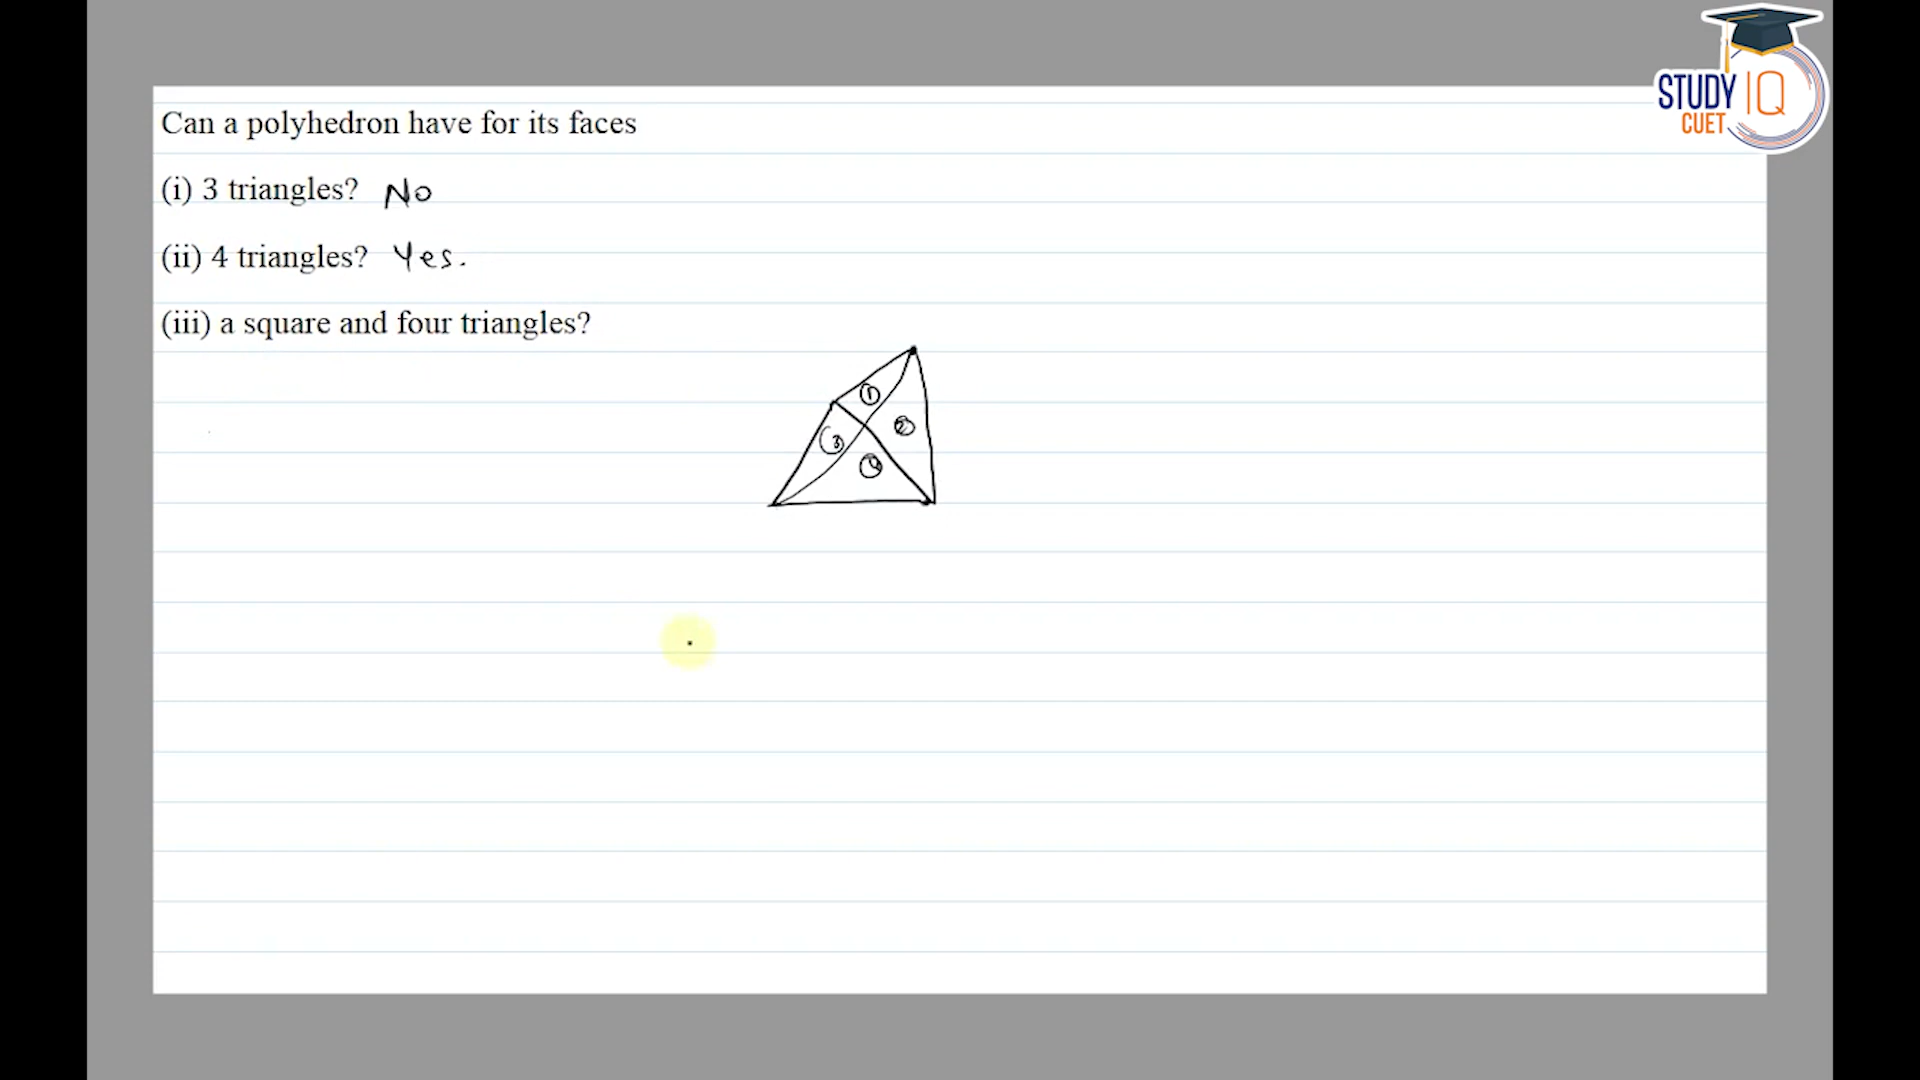 STUDY IQ
CUET
Can a polyhedron have for its faces
(i) 3 triangles? No
(ii) 4 triangles? Yes.
(iii) a square and four triangles?
1
2
3
4